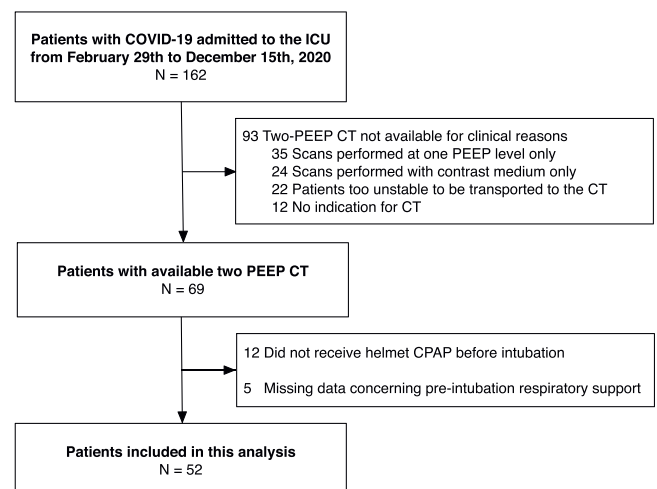 Patients with COVID-19 admitted to the ICU
from February 29th to December 15th, 2020
N = 162
93 Two-PEEP CT not available for clinical reasons
35 Scans performed at one PEEP level only
24 Scans performed with contrast medium only
22 Patients too unstable to be transported to the CT
12 No indication for CT
Patients with available two PEEP CT
N = 69
12 Did not receive helmet CPAP before intubation
5 Missing data concerning pre-intubation respiratory support
Patients included in this analysis
N = 52